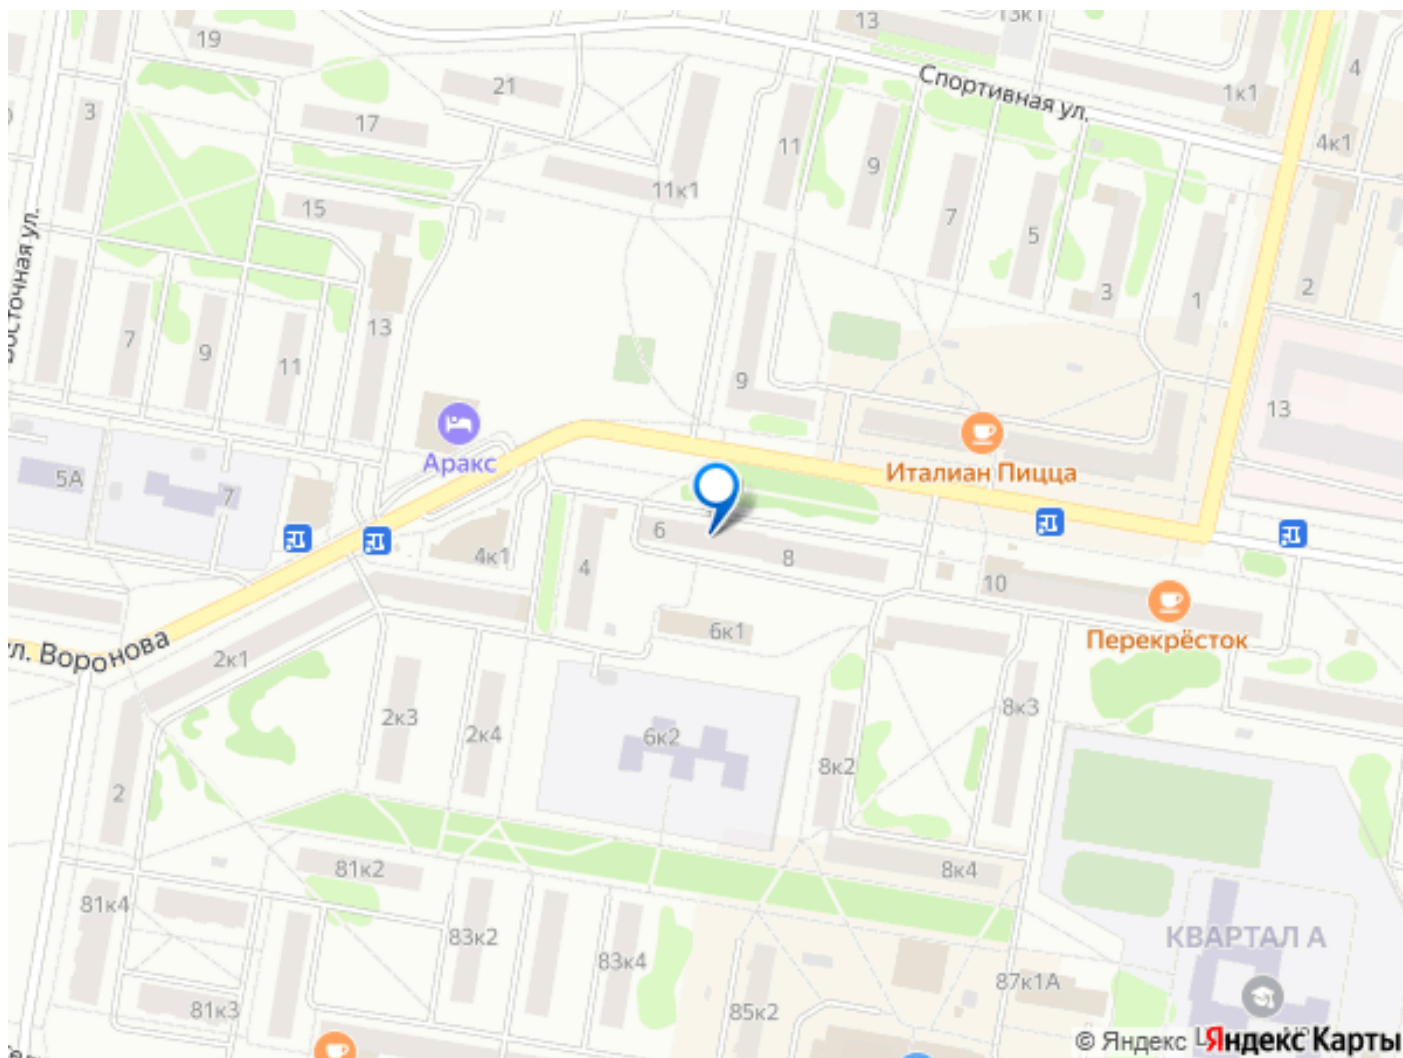 13
13к1
19
4
21
Спортивная ул.
1к1
3
17
11
4к1
9
11к1
7
15
5
Восточная ул.
3
2
1
13
7
9
11
9
13
Аракс
Италиан Пицца
5А
7
6
4к1
8
4
10
6к1
Перекрёсток
ул. Воронова
2к1
8к3
2к3
2к4
6к2
8к2
2
81к2
8к4
81к4
83к2
КВАРТАЛ А
83к4
87к1А
81к3
85к2
© Яндекс
Яндекс Карты